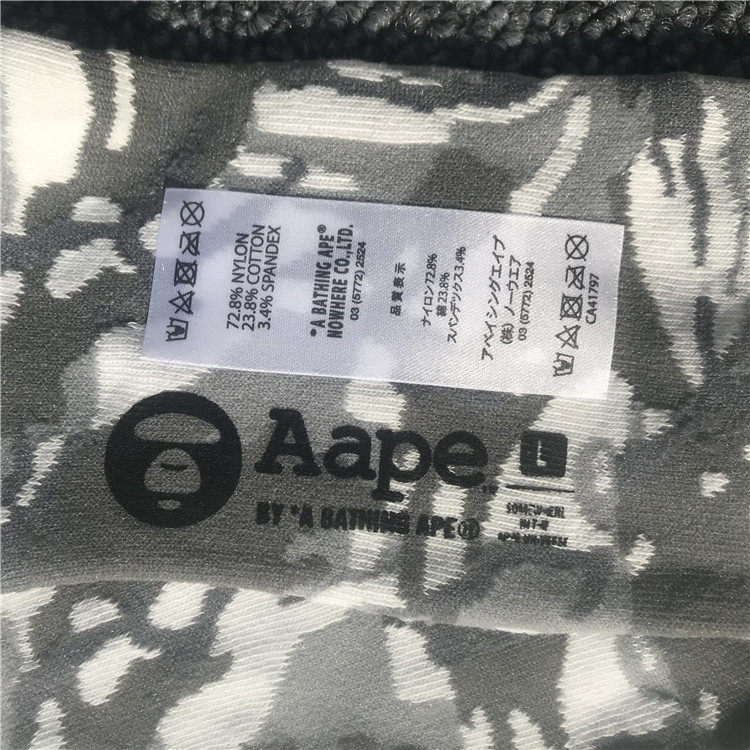 72.8% NYLON
23.8% COTTON
3.4% SPANDEX
*A BATHING APE®
NOWHERE CO.,LTD.
03 (5772) 2524
品質表示
ナイロン72.8%
綿 23.8%
スパンデックス3.4%
アベイシングエイプ
(株) ノーウエア
03 (5772) 2524
CA41797
Aape
L
BY *A BATHING APE®